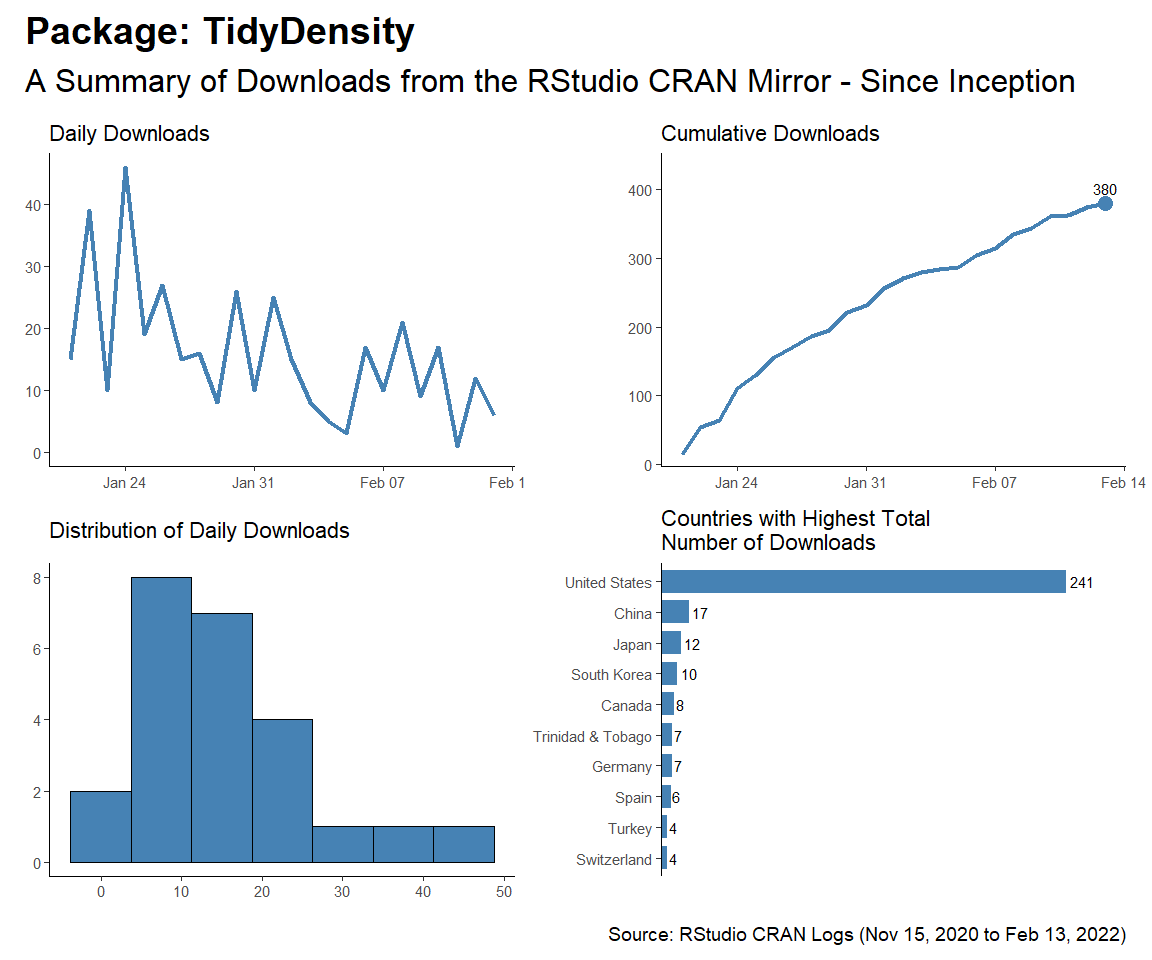 Package: TidyDensity
A Summary of Downloads from the RStudio CRAN Mirror - Since Inception
Daily Downloads
40
30
20
10
0
Jan 24
Jan 31
Feb 07
Feb 1
Cumulative Downloads
380
400
300
200
100
0
Jan 24
Jan 31
Feb 07
Feb 14
Distribution of Daily Downloads
8
6
4
2
0
0
10
20
30
40
50
Countries with Highest Total
Number of Downloads
United States 241
China 17
Japan 12
South Korea 10
Canada 8
Trinidad & Tobago 7
Germany 7
Spain 6
Turkey 4
Switzerland 4
Source: RStudio CRAN Logs (Nov 15, 2020 to Feb 13, 2022)